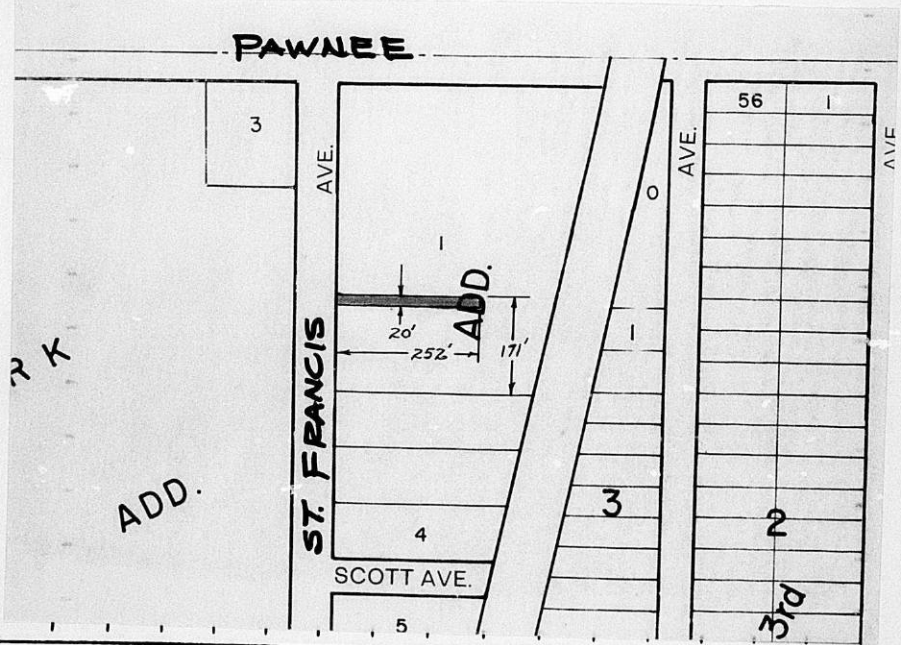 PAWNEE
56
1
3
AVE.
AVE.
AVE
0
1
ADD.
20'
252'
171'
1
ST. FRANCIS
R K
ADD.
3
2
4
SCOTT AVE.
3rd
5